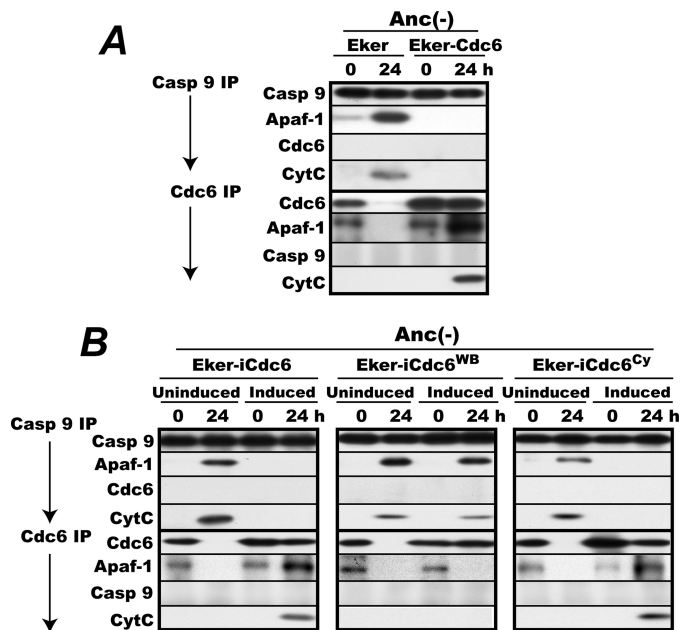 A
Anc(-)
Eker Eker-Cdc6
0 24 0 24 h
Casp 9 IP
Casp 9
Apaf-1
Cdc6
CytC
Cdc6 IP
Cdc6
Apaf-1
Casp 9
CytC
B
Anc(-)
Eker-iCdc6 Eker-iCdc6WB Eker-iCdc6Cy
Uninduced Induced Uninduced Induced Uninduced Induced
0 24 0 24 h 0 24 0 24 0 24 0 24 h
Casp 9 IP
Casp 9
Apaf-1
Cdc6
CytC
Cdc6 IP
Cdc6
Apaf-1
Casp 9
CytC